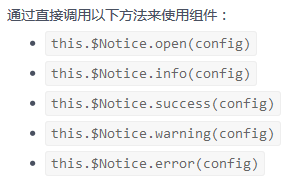 通过直接调用以下方法来使用组件：
this.$Notice.open(config)
this.$Notice.info(config)
this.$Notice.success(config)
this.$Notice.warning(config)
this.$Notice.error(config)